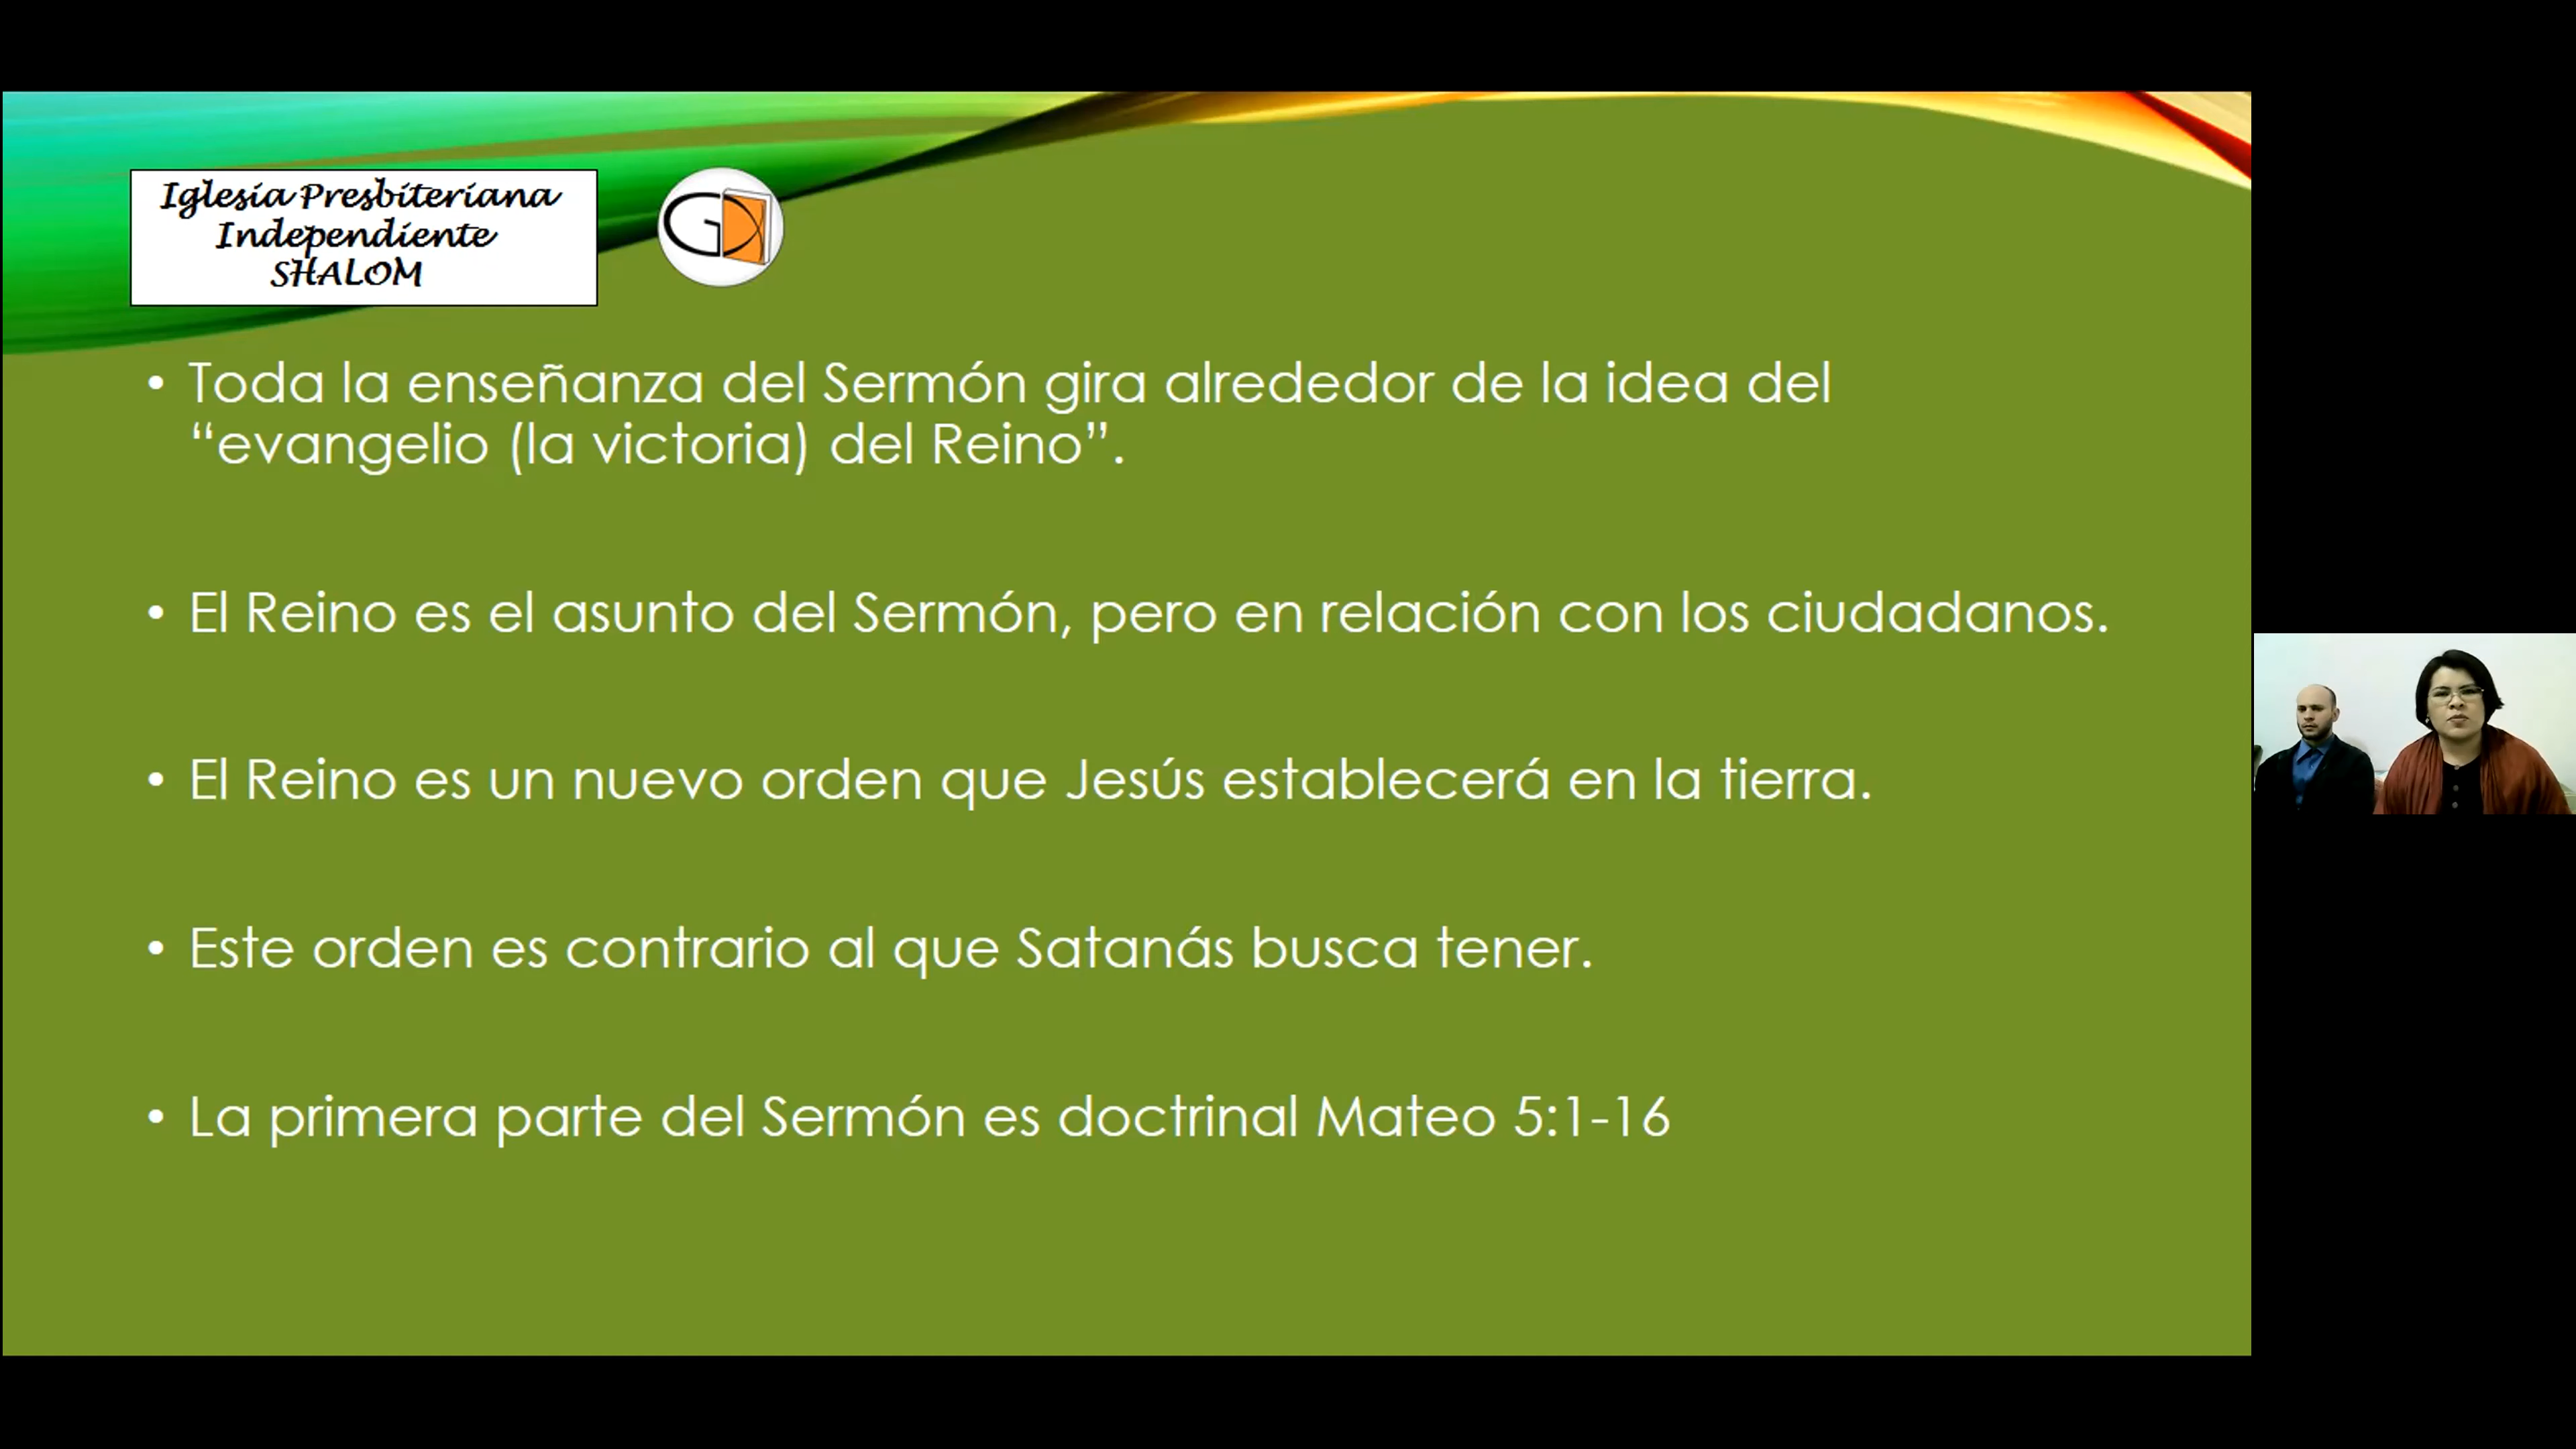 Iglesia Presbiteriana
Independiente
SHALOM
G
• Toda la enseñanza del Sermón gira alrededor de la idea del
“evangelio (la victoria) del Reino”.
• El Reino es el asunto del Sermón, pero en relación con los ciudadanos.
• El Reino es un nuevo orden que Jesús establecerá en la tierra.
• Este orden es contrario al que Satanás busca tener.
• La primera parte del Sermón es doctrinal Mateo 5:1-16